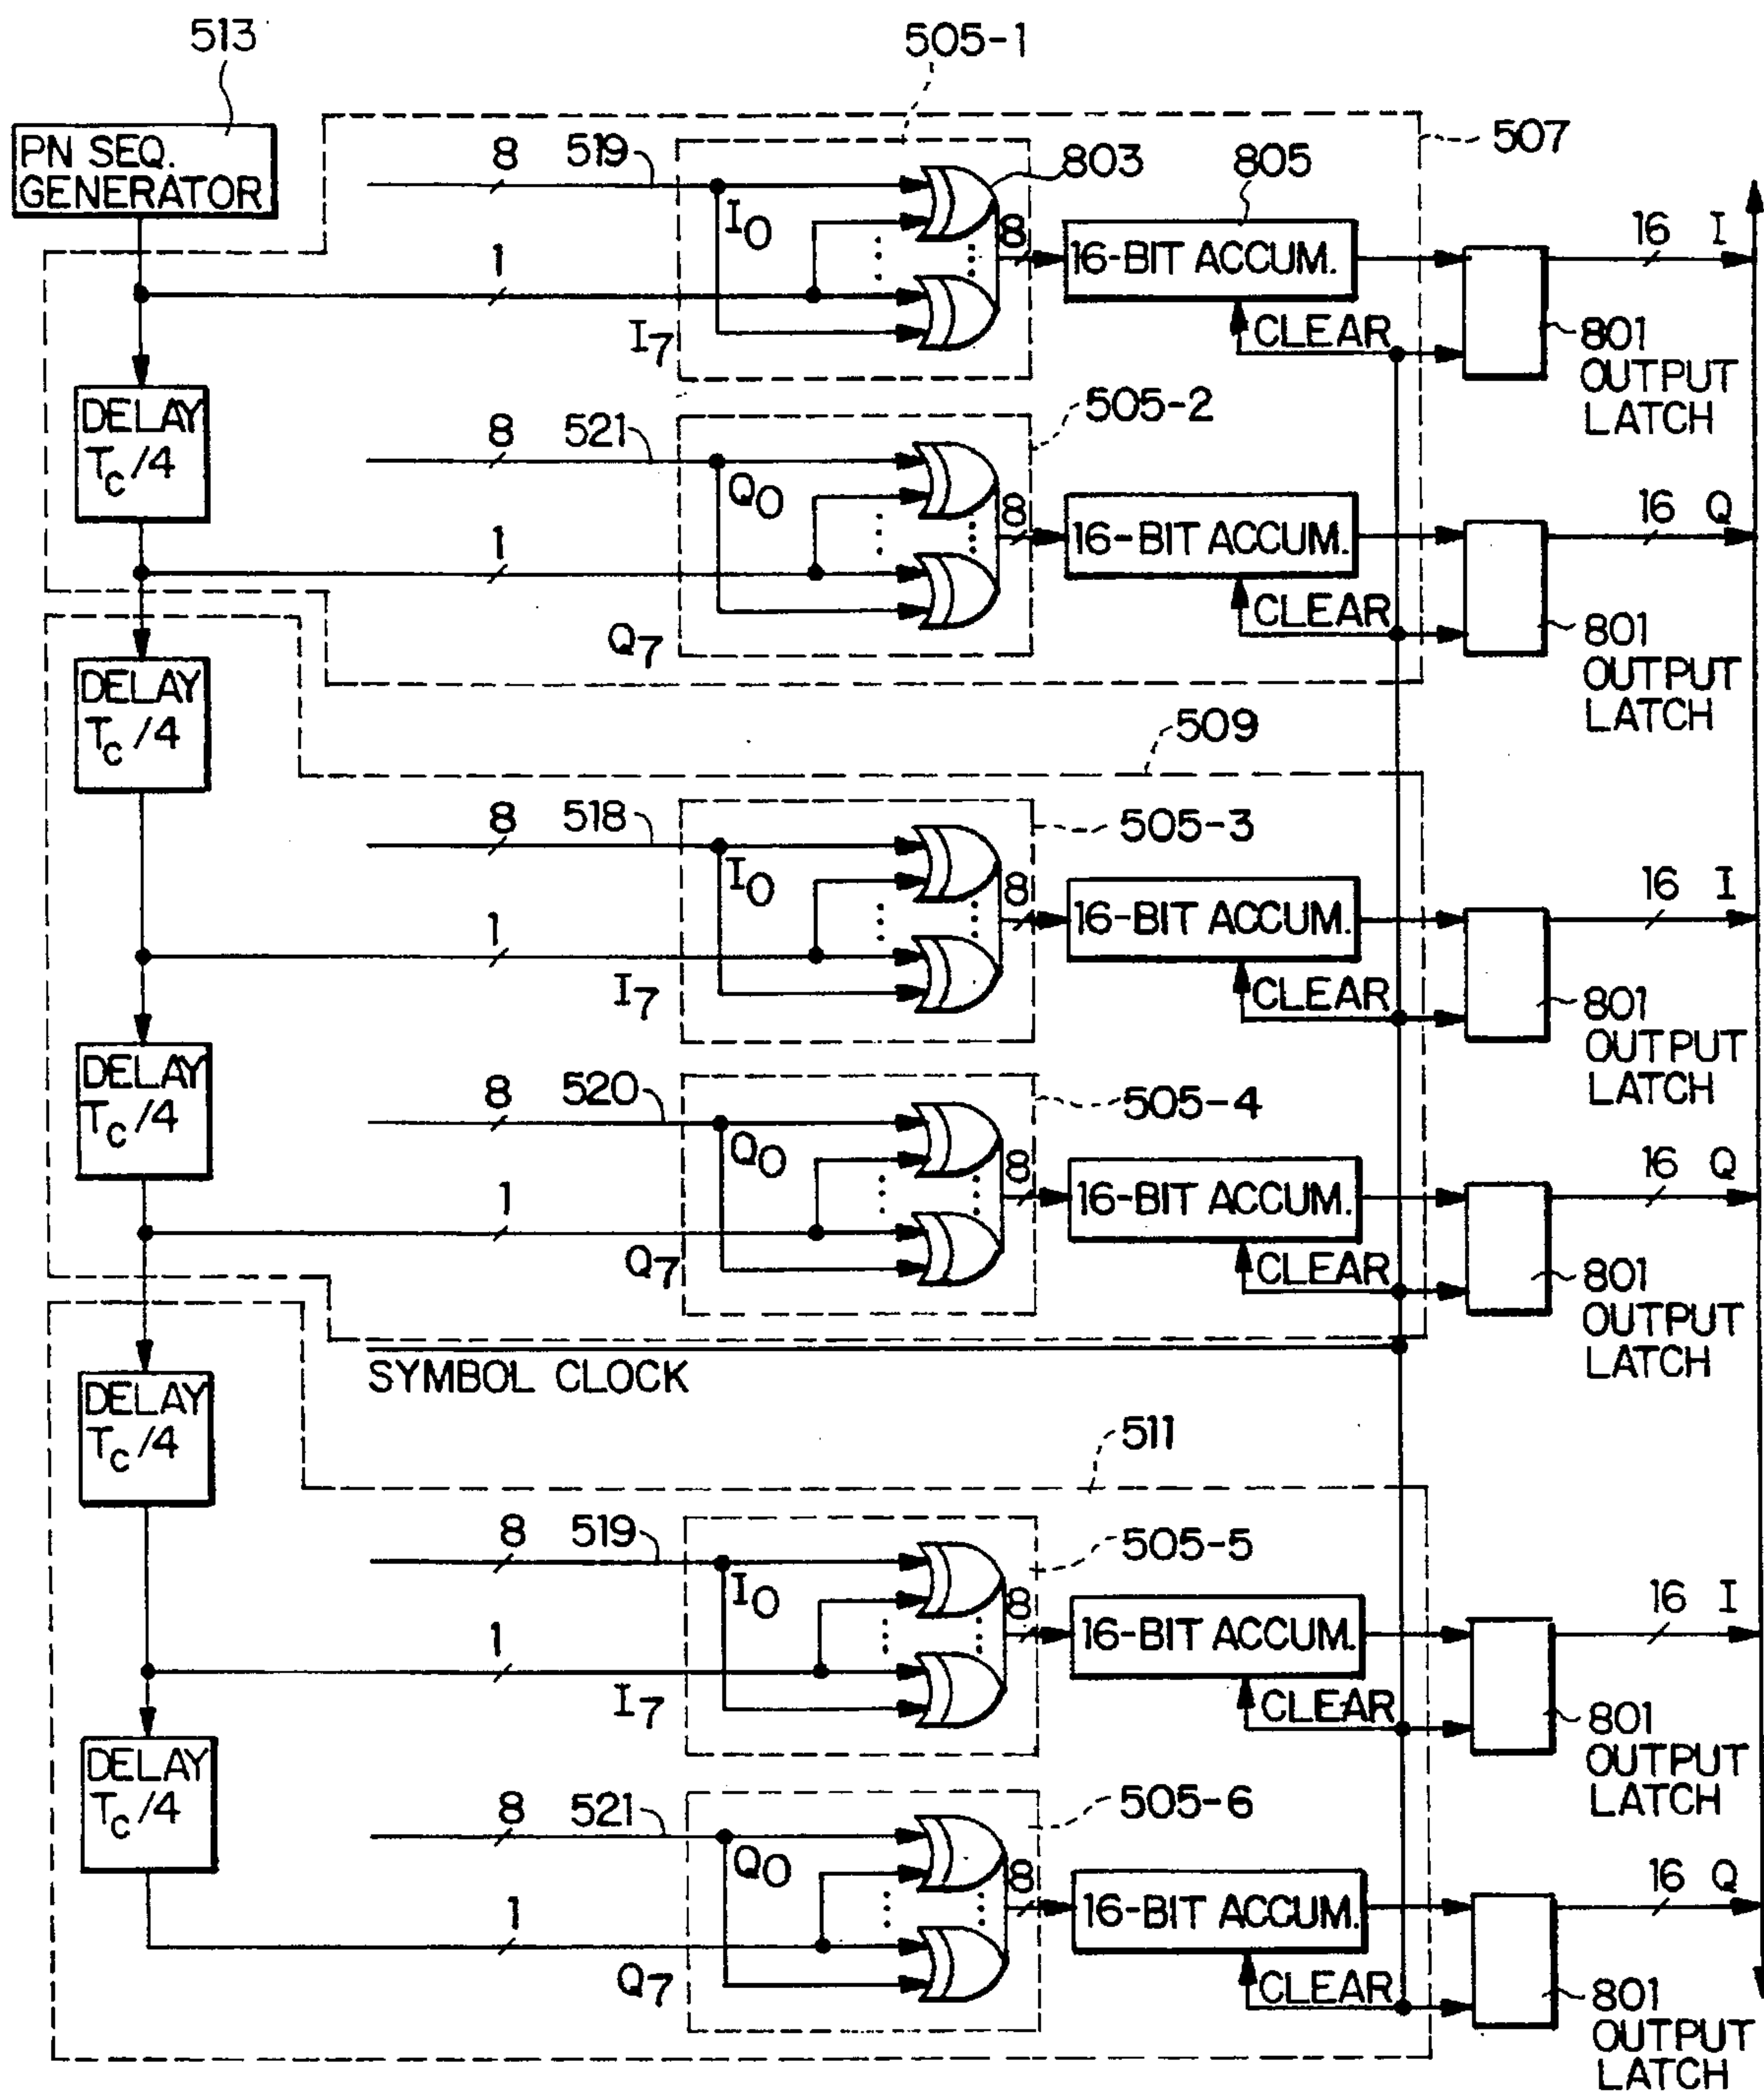 513
505-1
PN SEQ.
GENERATOR
8
519
803
805
507
I0
8
16-BIT ACCUM.
16 I
1
I7
CLEAR
801
OUTPUT
LATCH
DELAY
Tc/4
8
521
505-2
Q0
8
16-BIT ACCUM.
16 Q
1
Q7
CLEAR
801
OUTPUT
LATCH
DELAY
Tc/4
509
8
518
505-3
I0
8
16-BIT ACCUM.
16 I
1
I7
CLEAR
801
OUTPUT
LATCH
DELAY
Tc/4
8
520
505-4
Q0
8
16-BIT ACCUM.
16 Q
1
Q7
CLEAR
801
OUTPUT
LATCH
SYMBOL CLOCK
DELAY
Tc/4
511
8
519
505-5
I0
8
16-BIT ACCUM.
16 I
1
I7
CLEAR
801
OUTPUT
LATCH
DELAY
Tc/4
8
521
505-6
Q0
8
16-BIT ACCUM.
16 Q
1
Q7
CLEAR
801
OUTPUT
LATCH